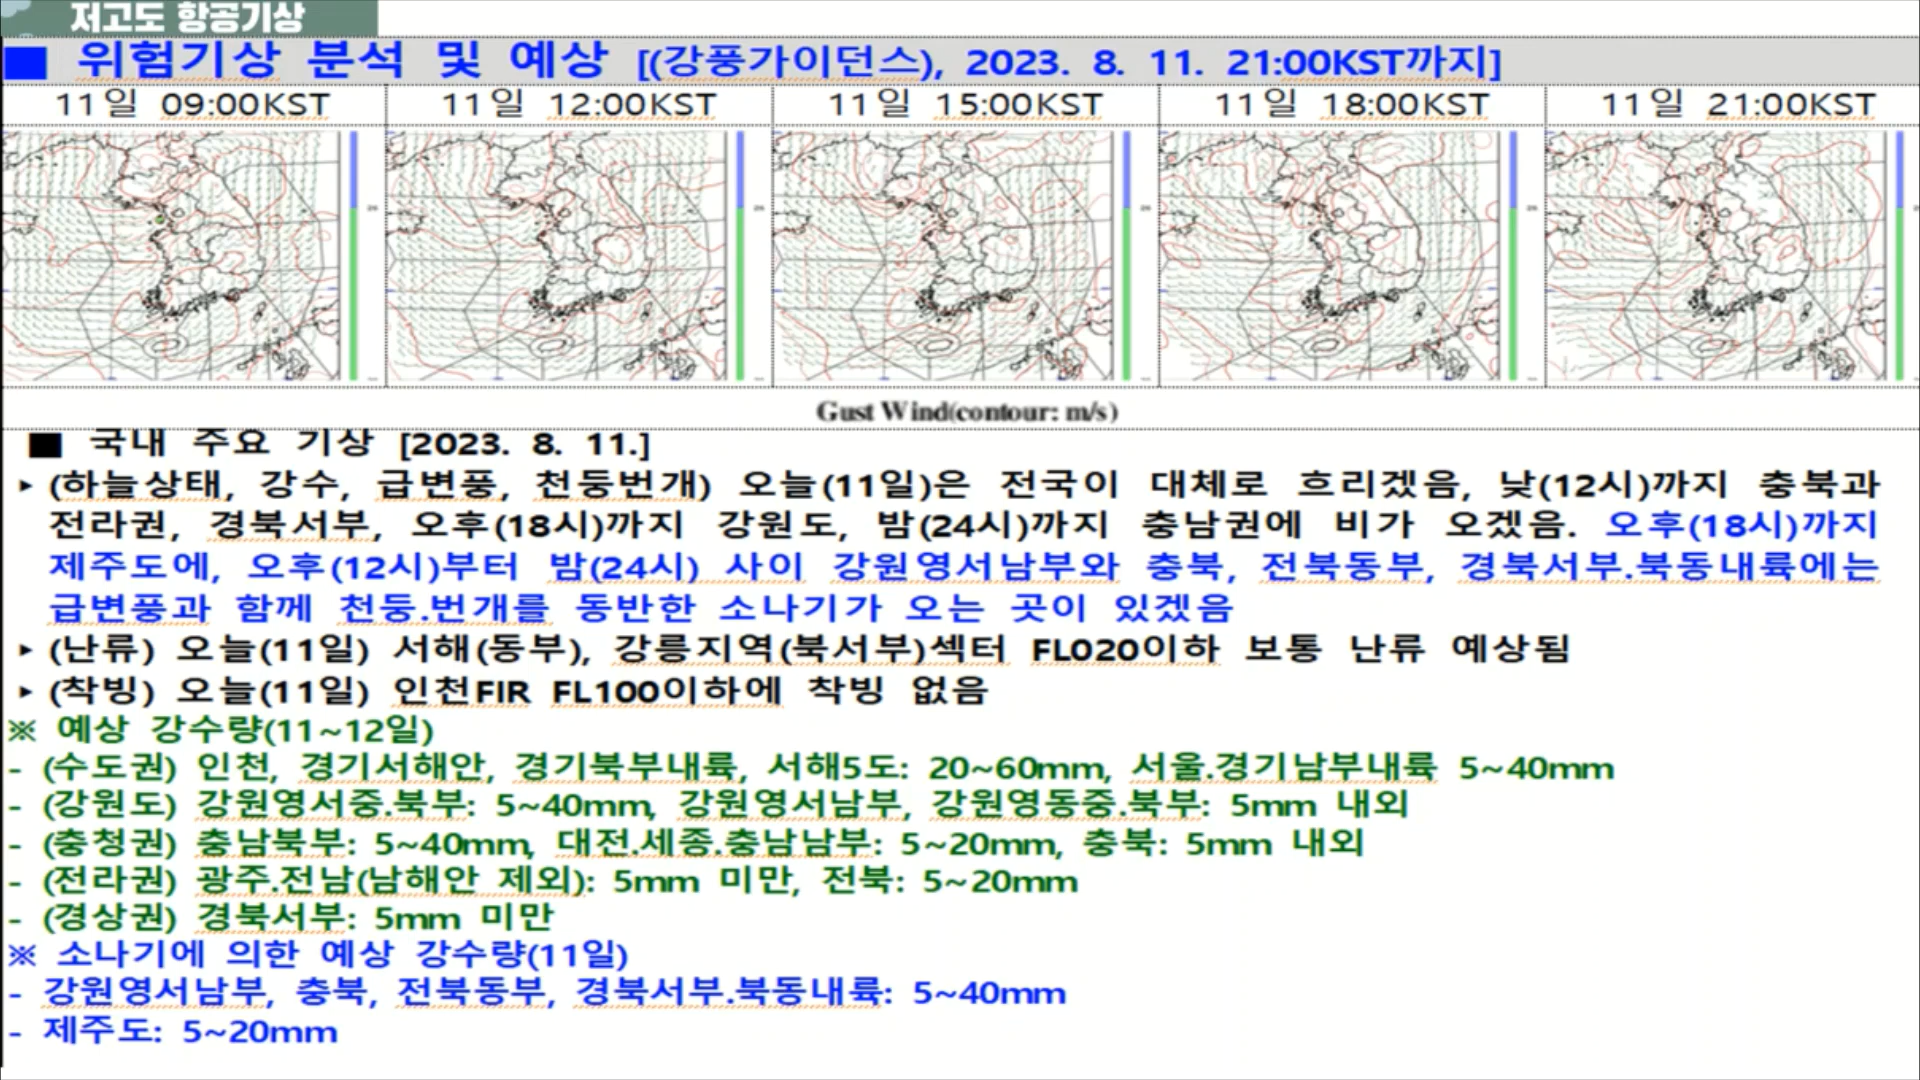 저고도 항공기상
■ 위험기상 분석 및 예상 [(강풍가이던스), 2023. 8. 11. 21:00KST까지]
11일 09:00KST 11일 12:00KST 11일 15:00KST 11일 18:00KST 11일 21:00KST
Gust Wind(contour: m/s)
■ 국내 주요 기상 [2023. 8. 11.]
▸ (하늘상태, 강수, 급변풍, 천둥번개) 오늘(11일)은 전국이 대체로 흐리겠음, 낮(12시)까지 충북과
전라권, 경북서부, 오후(18시)까지 강원도, 밤(24시)까지 충남권에 비가 오겠음. 오후(18시)까지
제주도에, 오후(12시)부터 밤(24시) 사이 강원영서남부와 충북, 전북동부, 경북서부.북동내륙에는
급변풍과 함께 천둥.번개를 동반한 소나기가 오는 곳이 있겠음
▸ (난류) 오늘(11일) 서해(동부), 강릉지역(북서부)섹터 FL020이하 보통 난류 예상됨
▸ (착빙) 오늘(11일) 인천FIR FL100이하에 착빙 없음
※ 예상 강수량(11~12일)
- (수도권) 인천, 경기서해안, 경기북부내륙, 서해5도: 20~60mm, 서울.경기남부내륙 5~40mm
- (강원도) 강원영서중.북부: 5~40mm, 강원영서남부, 강원영동중.북부: 5mm 내외
- (충청권) 충남북부: 5~40mm, 대전.세종.충남남부: 5~20mm, 충북: 5mm 내외
- (전라권) 광주.전남(남해안 제외): 5mm 미만, 전북: 5~20mm
- (경상권) 경북서부: 5mm 미만
※ 소나기에 의한 예상 강수량(11일)
- 강원영서남부, 충북, 전북동부, 경북서부.북동내륙: 5~40mm
- 제주도: 5~20mm